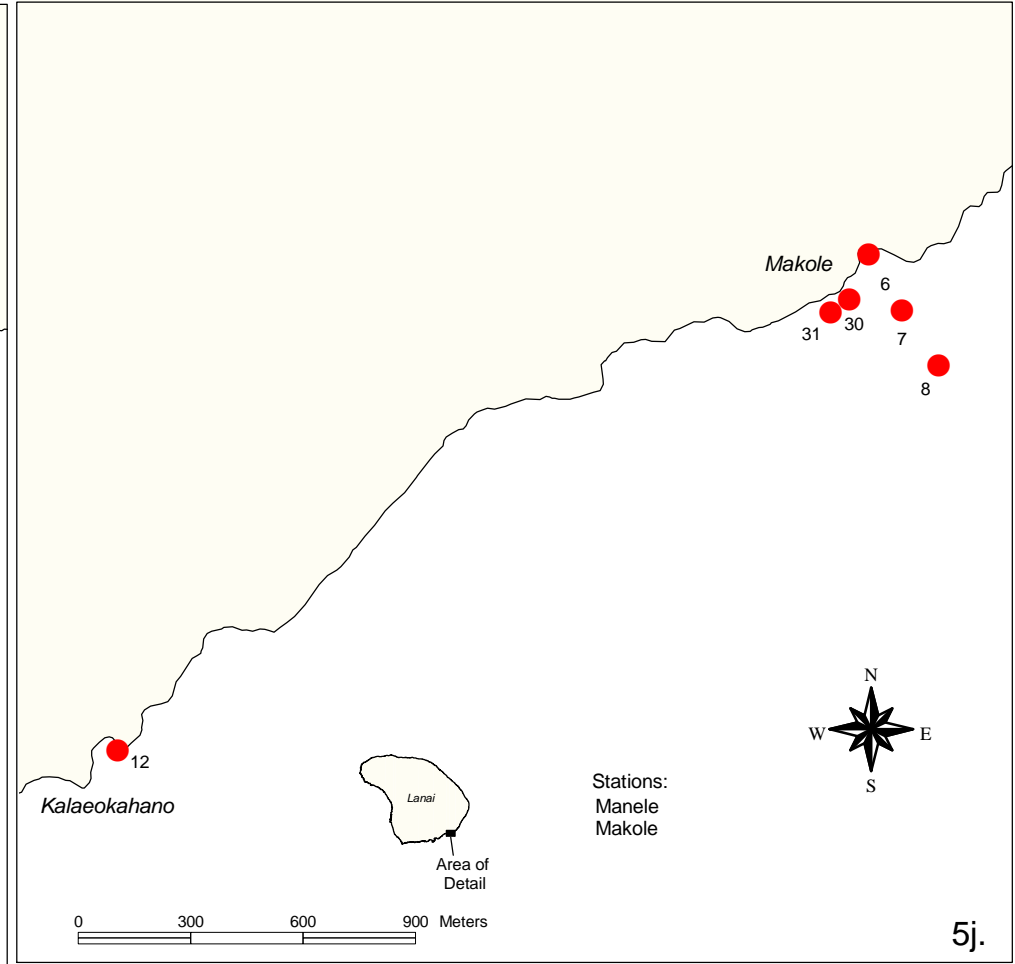 Makole
6
30
31
7
8
12
Kalaeokahano
Lanai
Area of
Detail
Stations:
Manele
Makole
N
W E
S
0 300 600 900 Meters
5j.